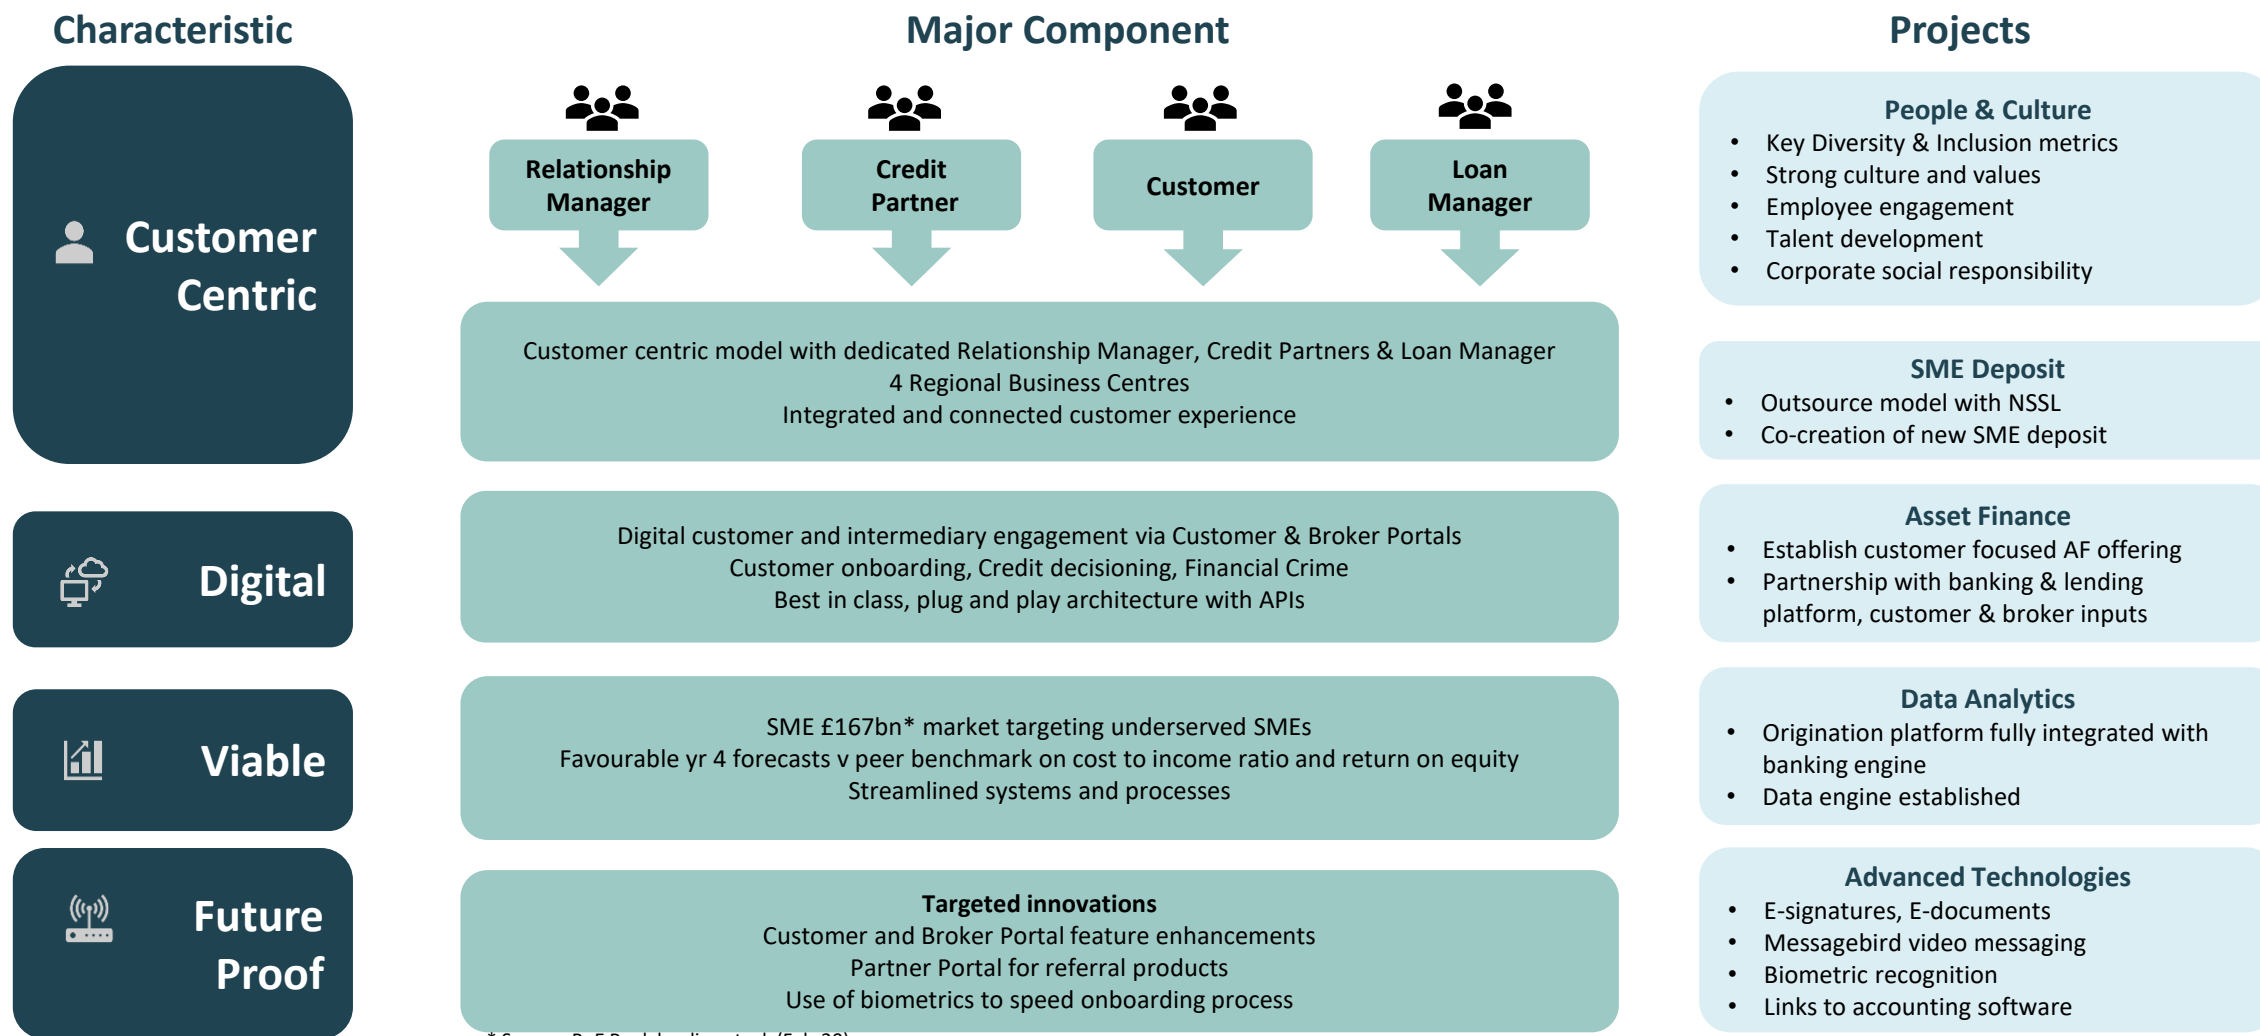 Characteristic
Major Component
Projects
Customer
Centric
Relationship
Manager
Credit
Partner
Customer
Loan
Manager
Customer centric model with dedicated Relationship Manager, Credit Partners & Loan Manager
4 Regional Business Centres
Integrated and connected customer experience
People & Culture
• Key Diversity & Inclusion metrics
• Strong culture and values
• Employee engagement
• Talent development
• Corporate social responsibility
SME Deposit
• Outsource model with NSSL
• Co-creation of new SME deposit
Digital
Digital customer and intermediary engagement via Customer & Broker Portals
Customer onboarding, Credit decisioning, Financial Crime
Best in class, plug and play architecture with APIs
Asset Finance
• Establish customer focused AF offering
• Partnership with banking & lending
platform, customer & broker inputs
Viable
SME £167bn* market targeting underserved SMEs
Favourable yr 4 forecasts v peer benchmark on cost to income ratio and return on equity
Streamlined systems and processes
Data Analytics
• Origination platform fully integrated with
banking engine
• Data engine established
Future
Proof
Targeted innovations
Customer and Broker Portal feature enhancements
Partner Portal for referral products
Use of biometrics to speed onboarding process
Advanced Technologies
• E-signatures, E-documents
• Messagebird video messaging
• Biometric recognition
• Links to accounting software